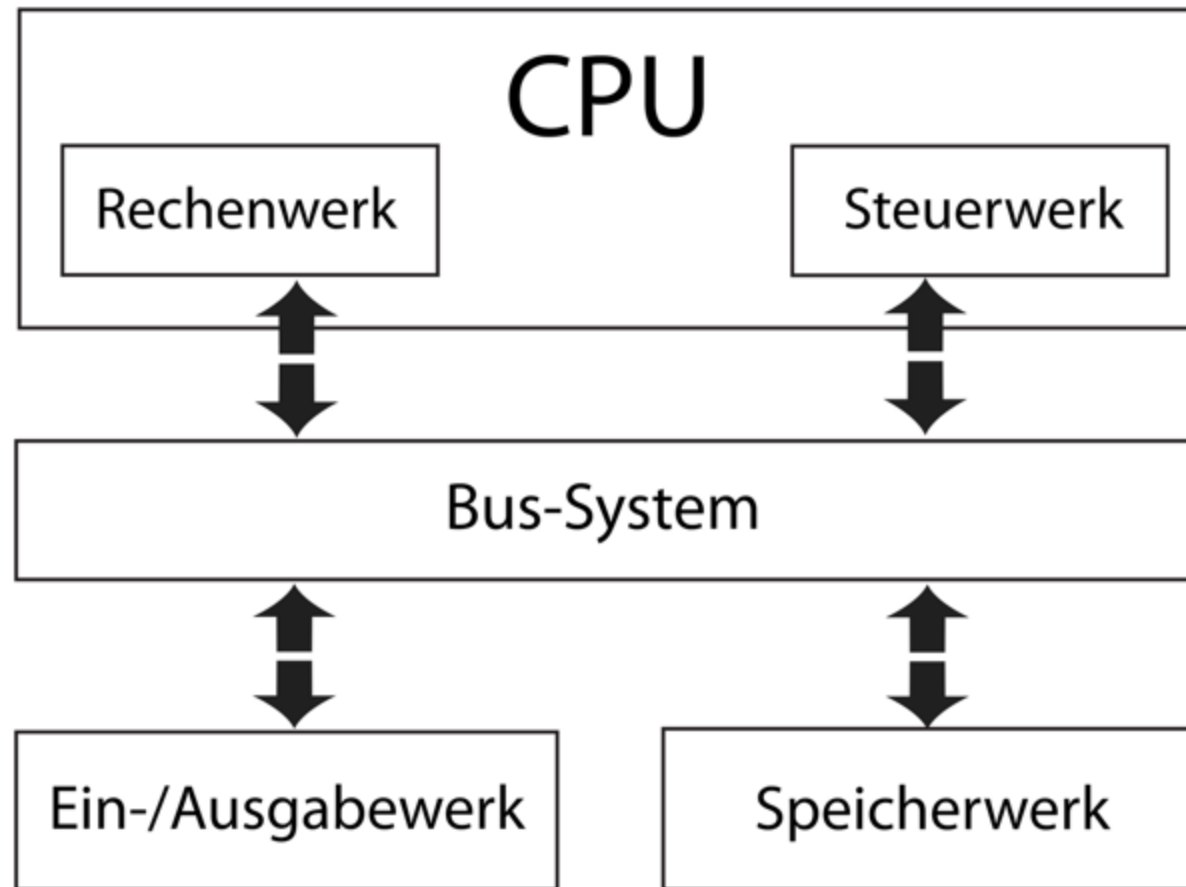 CPU
Rechenwerk
Steuerwerk
Bus-System
Ein-/Ausgabewerk
Speicherwerk